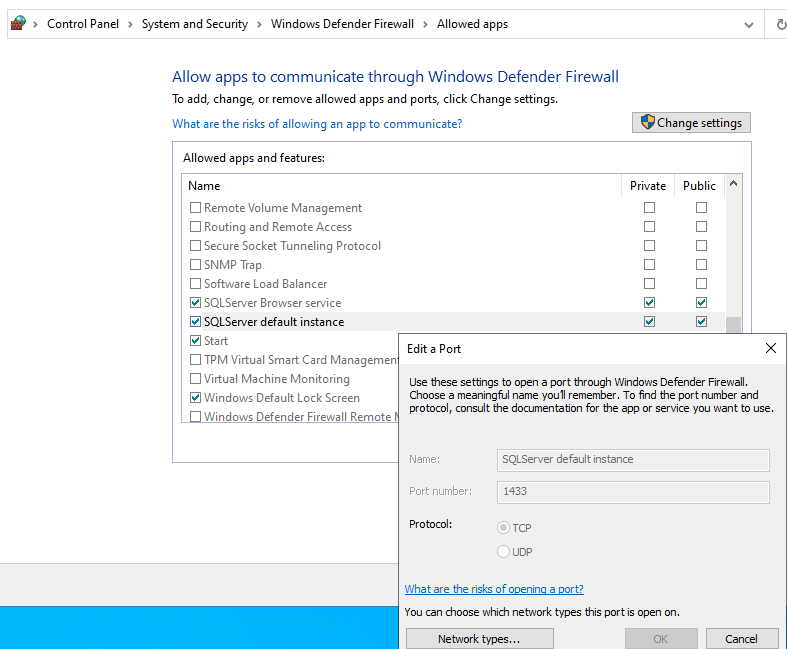 Control Panel > System and Security > Windows Defender Firewall > Allowed apps
Allow apps to communicate through Windows Defender Firewall
To add, change, or remove allowed apps and ports, click Change settings.
What are the risks of allowing an app to communicate?
Change settings
Allowed apps and features:
Name Private Public
Remote Volume Management
Routing and Remote Access
Secure Socket Tunneling Protocol
SNMP Trap
Software Load Balancer
SQLServer Browser service
SQLServer default instance
Start
TPM Virtual Smart Card Management
Virtual Machine Monitoring
Windows Default Lock Screen
Windows Defender Firewall Remote
Edit a Port
Use these settings to open a port through Windows Defender Firewall.
Choose a meaningful name you'll remember. To find the port number and
protocol, consult the documentation for the app or service you want to use.
Name: SQLServer default instance
Port number: 1433
Protocol: TCP
UDP
What are the risks of opening a port?
You can choose which network types this port is open on.
Network types... OK Cancel